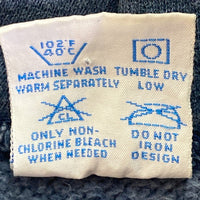 102°F
40°C
MACHINE WASH
WARM SEPARATELY
TUMBLE DRY
LOW
CL
ONLY NON-
CHLORINE BLEACH
WHEN NEEDED
DO NOT
IRON
DESIGN